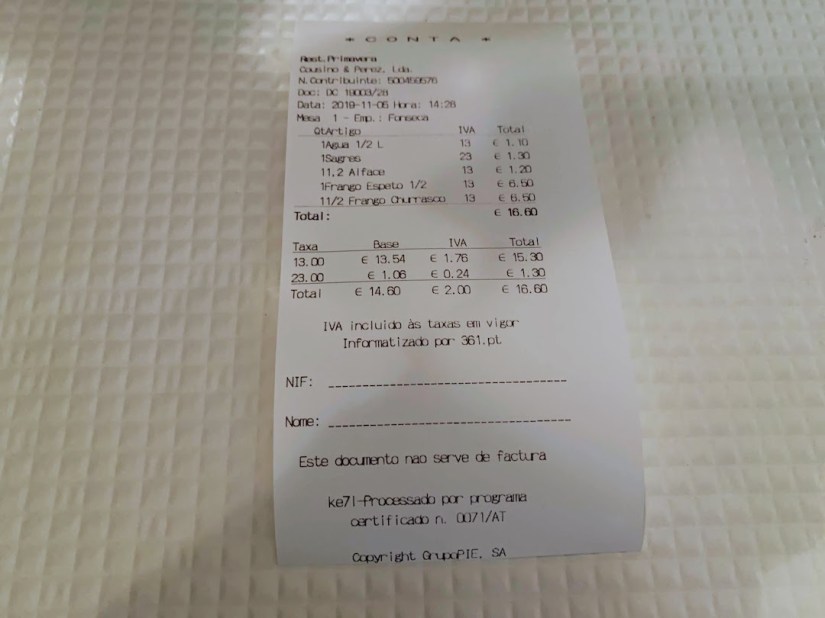 * C O N T A *
Rest.Primavera
Cousino & Perez, Lda.
N.Contribuinte: 500459576
Doc: DC 19003/28
Data: 2019-11-05 Hora: 14:26
Mesa 1 - Emp.: Fonseca
QtArtigo IVA Total
1Agua 1/2 L 13 € 1.10
1Sagres 23 € 1.30
11,2 Alface 13 € 1.20
1Frango Espeto 1/2 13 € 6.50
11/2 Frango Churrasco 13 € 6.50
Total: € 16.60
Taxa Base IVA Total
13.00 € 13.54 € 1.76 € 15.30
23.00 € 1.06 € 0.24 € 1.30
Total € 14.60 € 2.00 € 16.60
IVA incluido às taxas em vigor
Informatizado por 361.pt
NIF: 
Nome: 
Este documento nao serve de factura
ke7l-Processado por programa
certificado n. 0071/AT
Copyright GrupoPIE, SA